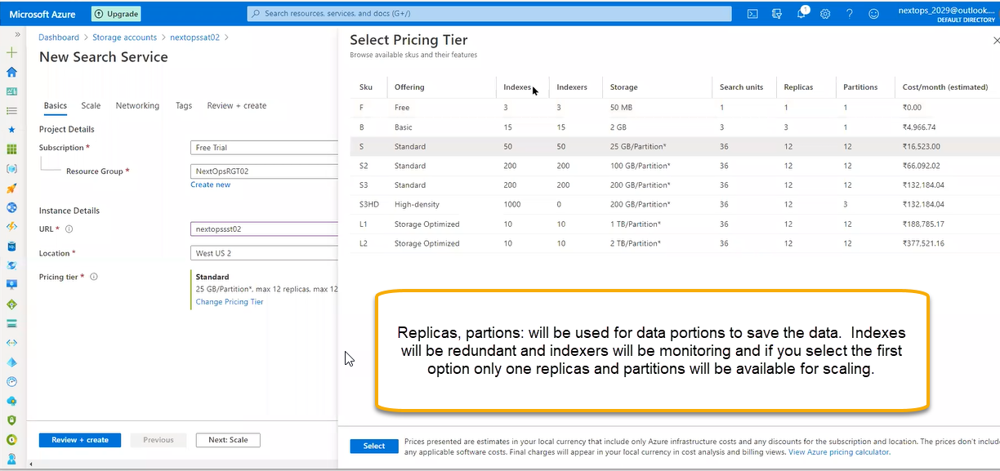 Microsoft Azure
Upgrade
Search resources, services, and docs (G+/)
1
nextops_2029@outlook....
DEFAULT DIRECTORY
Dashboard > Storage accounts > nextopssat02 >
New Search Service
Basics Scale Networking Tags Review + create
Project Details
Subscription * Free Trial
Resource Group * NextOpsRGT02
Create new
Instance Details
URL * nextopssst02
Location * West US 2
Pricing tier * Standard
25 GB/Partition*, max 12 replicas, max 12
Change Pricing Tier
Review + create Previous Next: Scale
Select Pricing Tier
Browse available skus and their features
Sku Offering Indexes Indexers Storage Search units Replicas Partitions Cost/month (estimated)
F Free 3 3 50 MB 1 1 1 ₹0.00
B Basic 15 15 2 GB 3 3 1 ₹4,966.74
S Standard 50 50 25 GB/Partition* 36 12 12 ₹16,523.00
S2 Standard 200 200 100 GB/Partition* 36 12 12 ₹66,092.02
S3 Standard 200 200 200 GB/Partition* 36 12 12 ₹132,184.04
S3HD High-density 1000 0 200 GB/Partition* 36 12 3 ₹132,184.04
L1 Storage Optimized 10 10 1 TB/Partition* 36 12 12 ₹188,785.17
L2 Storage Optimized 10 10 2 TB/Partition* 36 12 12 ₹377,521.16
Replicas, partions: will be used for data portions to save the data. Indexes
will be redundant and indexers will be monitoring and if you select the first
option only one replicas and partitions will be available for scaling.
Select
Prices presented are estimates in your local currency that include only Azure infrastructure costs and any discounts for the subscription and location. The prices don't include
any applicable software costs. Final charges will appear in your local currency in cost analysis and billing views. View Azure pricing calculator.